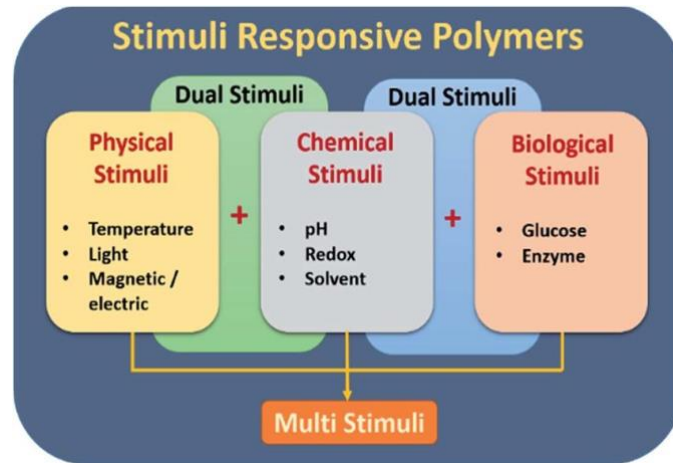 Stimuli Responsive Polymers
Dual Stimuli
Dual Stimuli
Physical
Stimuli
• Temperature
• Light
• Magnetic /
electric
+
Chemical
Stimuli
• pH
• Redox
• Solvent
+
Biological
Stimuli
• Glucose
• Enzyme
Multi Stimuli